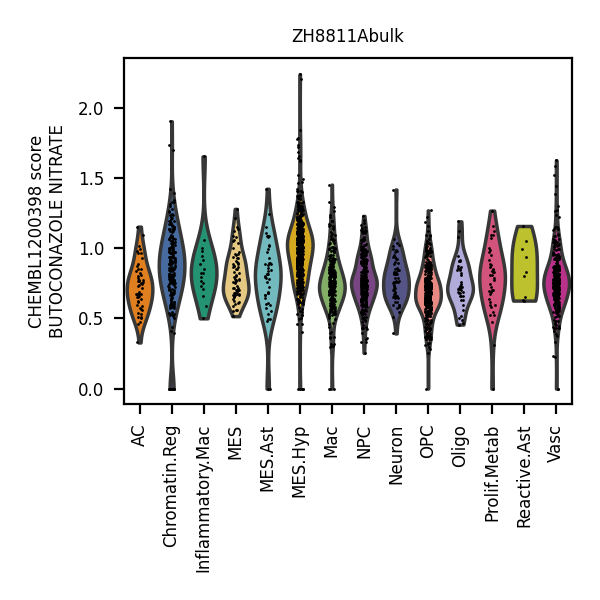 ZH8811Abulk
CHEMBL1200398 score
BUTOCONAZOLE NITRATE
2.0
1.5
1.0
0.5
0.0
AC
Chromatin.Reg
Inflammatory.Mac
MES
MES.Ast
MES.Hyp
Mac
NPC
Neuron
OPC
Oligo
Prolif.Metab
Reactive.Ast
Vasc